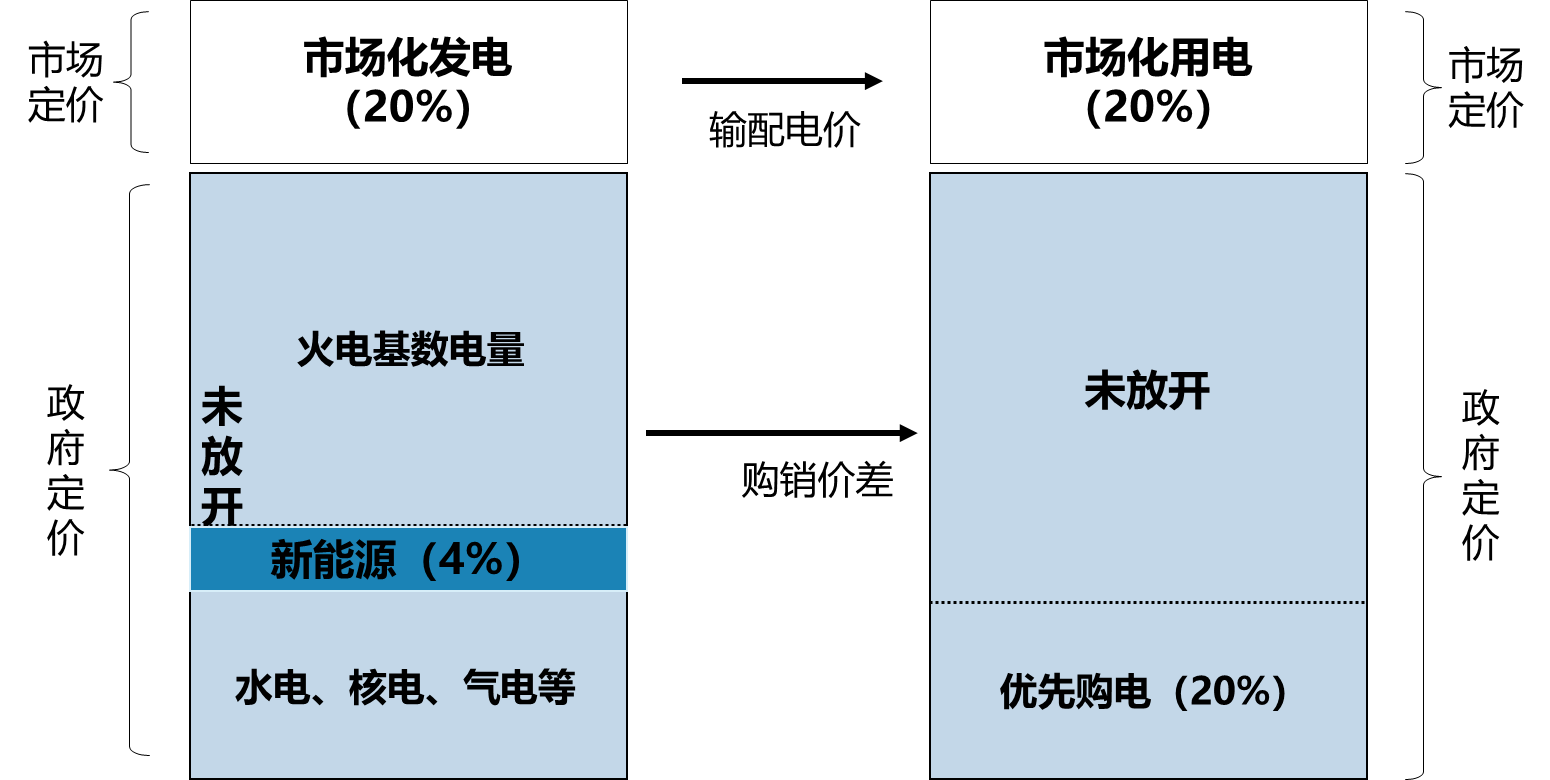 市场
定价
市场化发电
（20%）
输配电价
市场化用电
（20%）
市场
定价
政
府
定
价
火电基数电量
未
放
开
新能源（4%）
水电、核电、气电等
购销价差
未放开
优先购电（20%）
政
府
定
价